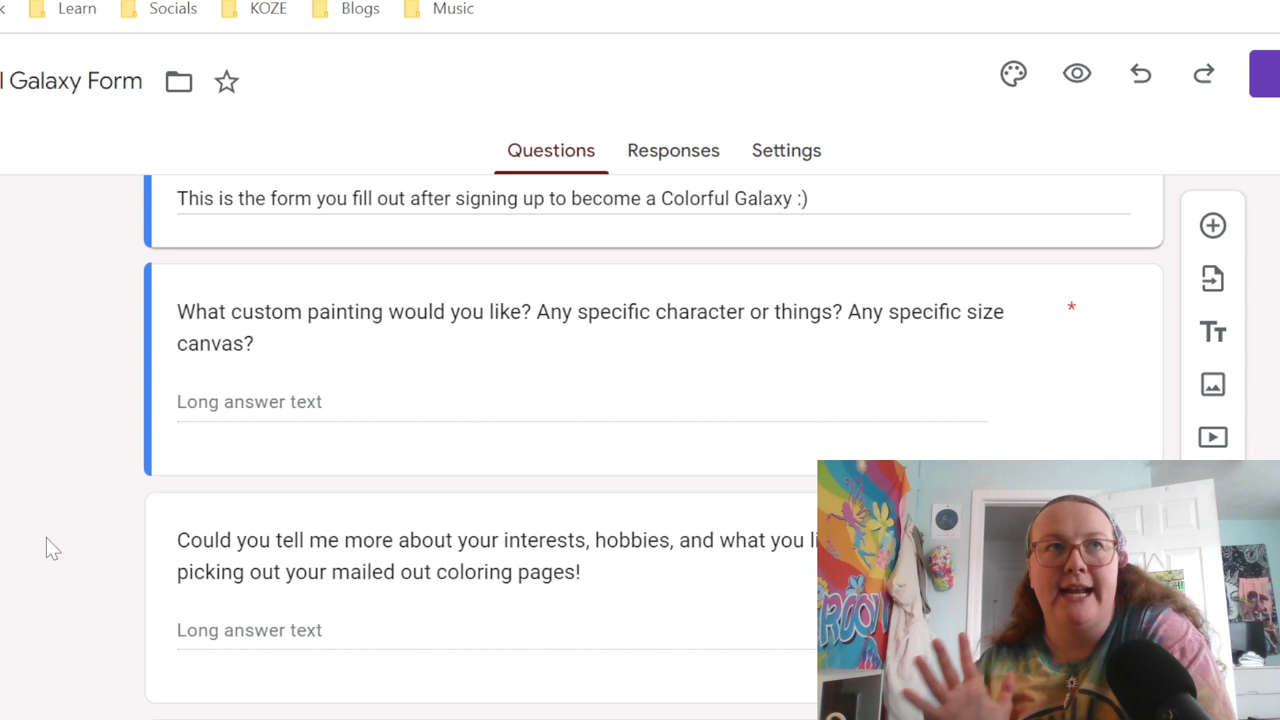 Learn Socials KOZE Blogs Music
Galaxy Form
Questions Responses Settings
This is the form you fill out after signing up to become a Colorful Galaxy :)
What custom painting would you like? Any specific character or things? Any specific size *
canvas?
Long answer text
Tт
Could you tell me more about your interests, hobbies, and what you
picking out your mailed out coloring pages!
Long answer text